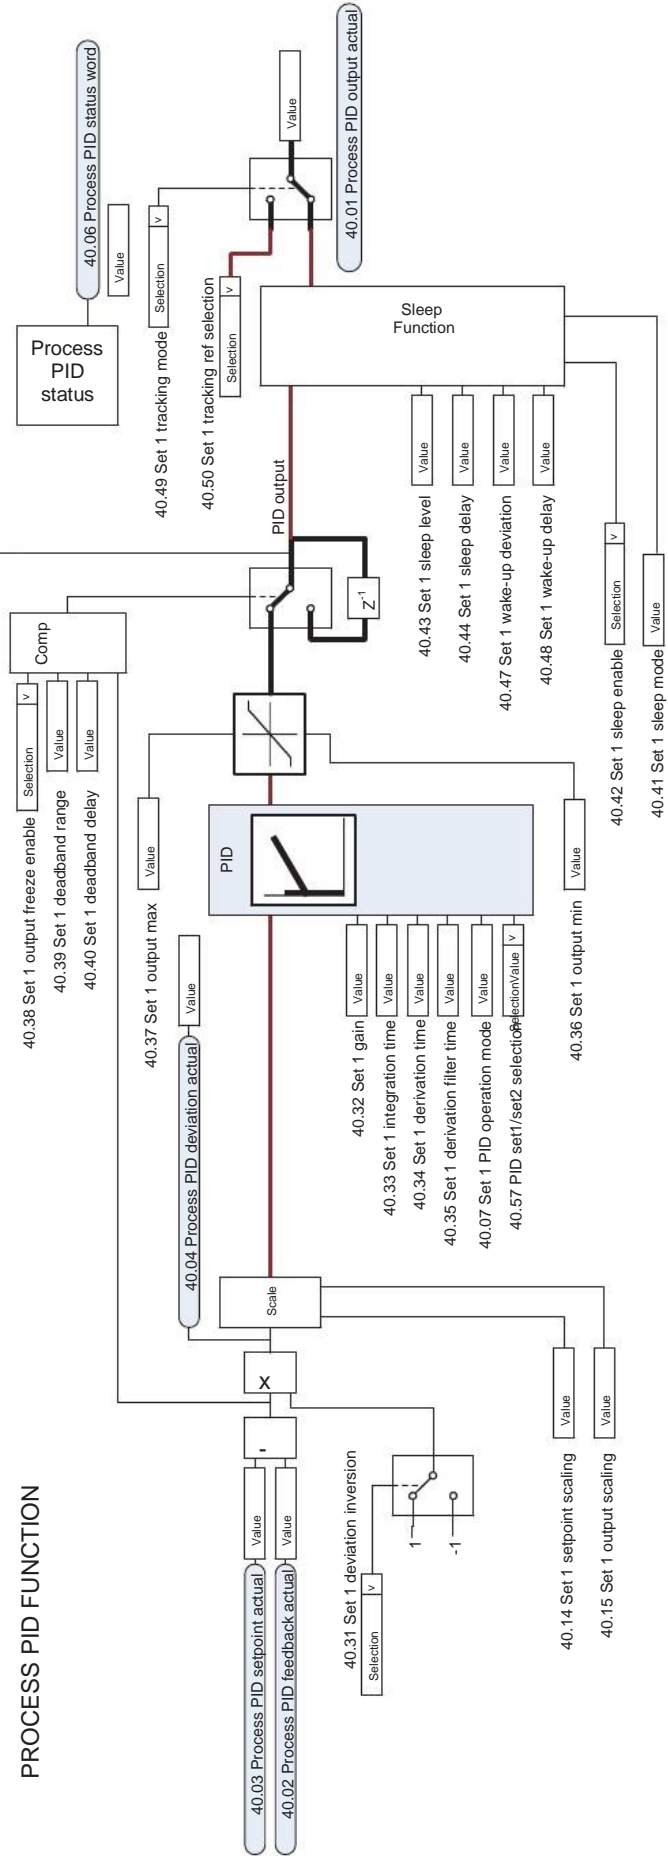 PROCESS PID FUNCTION
40.03 Process PID setpoint actual
Value
40.02 Process PID feedback actual
Value
-
x
40.31 Set 1 deviation inversion
Selection
v
1
-1
40.04 Process PID deviation actual
Value
Scale
40.14 Set 1 setpoint scaling
Value
40.15 Set 1 output scaling
Value
40.38 Set 1 output freeze enable
Selection
v
40.39 Set 1 deadband range
Value
40.40 Set 1 deadband delay
Value
Comp
40.37 Set 1 output max
Value
PID
40.32 Set 1 gain
Value
40.33 Set 1 integration time
Value
40.34 Set 1 derivation time
Value
40.35 Set 1 derivation filter time
Value
40.07 Set 1 PID operation mode
Value
40.57 PID set1/set2 selection
Selection
Value
v
40.36 Set 1 output min
Value
Z-1
PID output
Process
PID
status
40.06 Process PID status word
Value
40.49 Set 1 tracking mode
Selection
v
40.50 Set 1 tracking ref selection
Selection
v
Value
40.01 Process PID output actual
Sleep
Function
40.43 Set 1 sleep level
Value
40.44 Set 1 sleep delay
Value
40.47 Set 1 wake-up deviation
Value
40.48 Set 1 wake-up delay
Value
40.42 Set 1 sleep enable
Selection
v
40.41 Set 1 sleep mode
Value